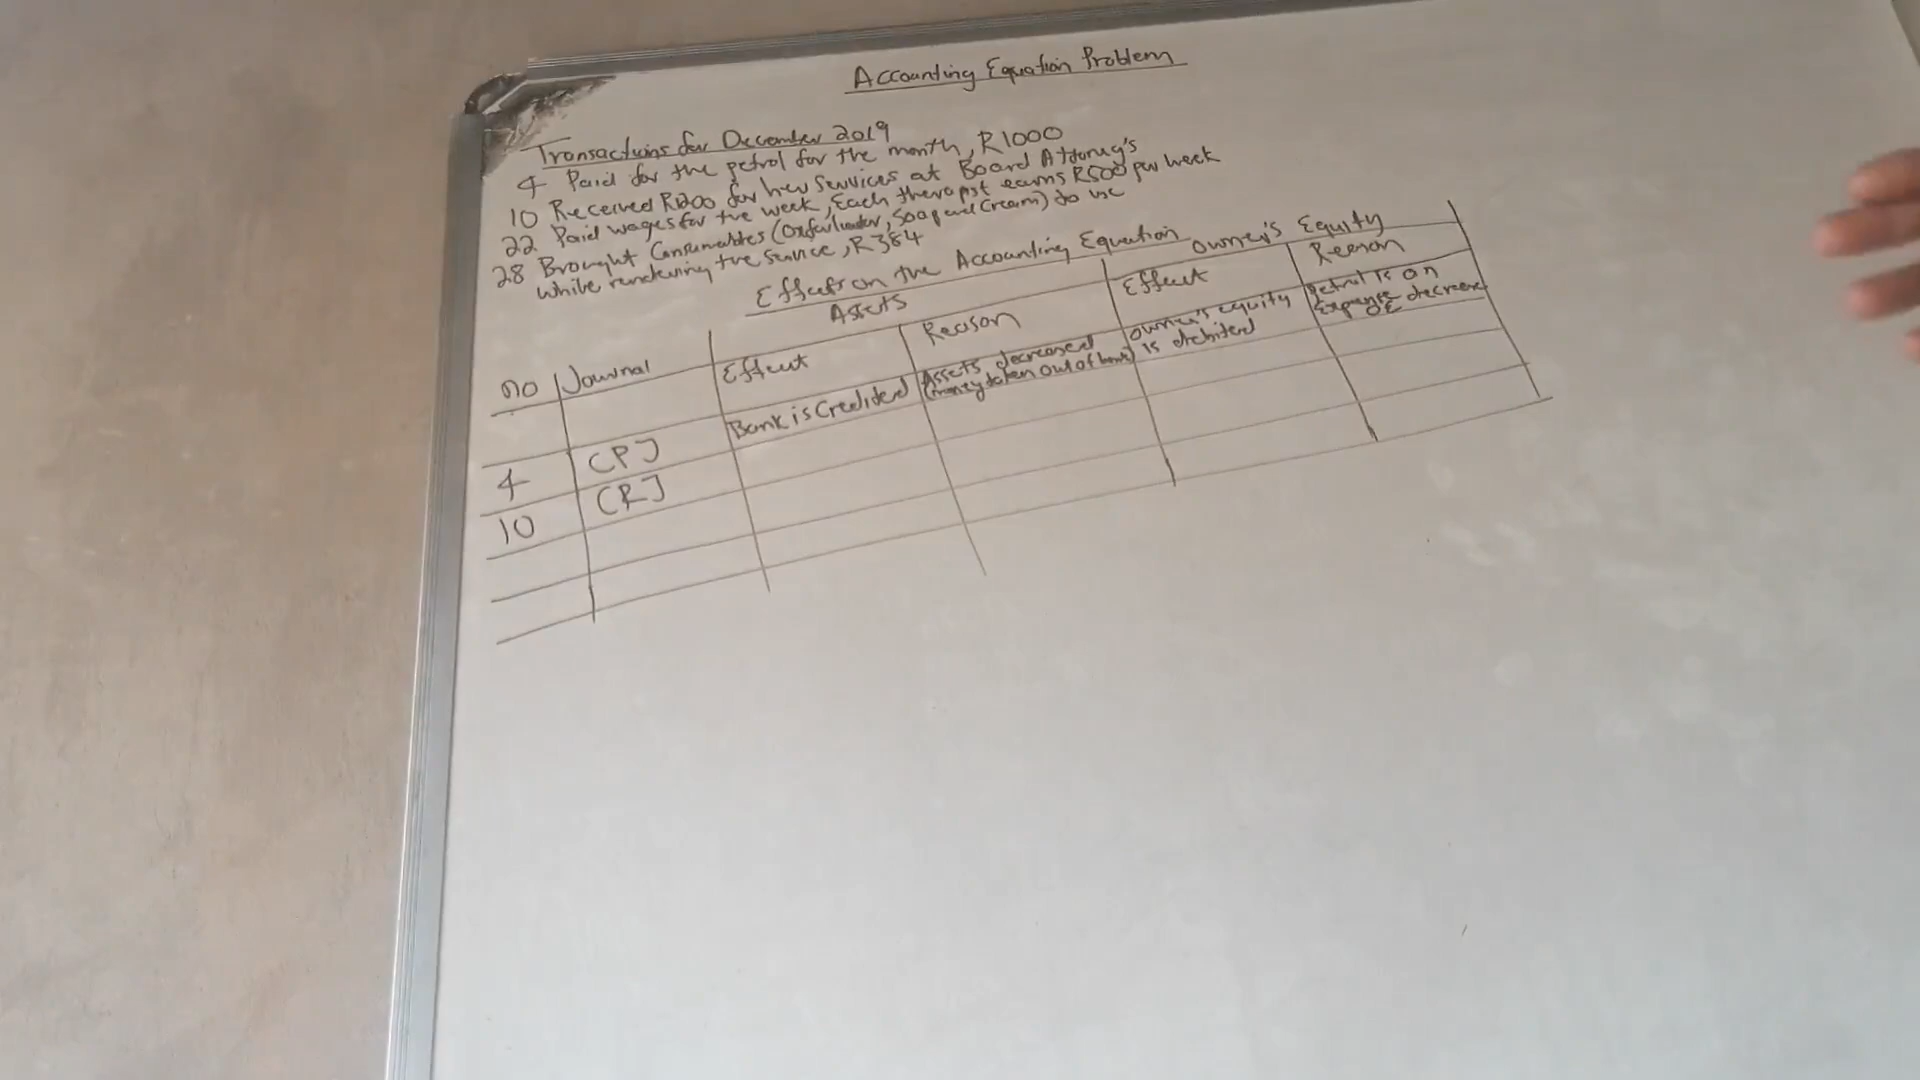 Accounting Equation Problem
Transactions for December 2019
4 Paid for the petrol for the month, R1000
10 Received R1200 for her services at Board Attorney's
22 Paid wages for the week, Each therapist earns R500 per week
28 Brought Consumables ( , Soap and Cream) to use
while rendering the service, R384
Effects on the Accounting Equation
Assets Owner's Equity
no Journal Effect Reason Effect Reason
4 CPJ Bank is Credited Assets decreased (money taken out of bank) owner's equity is debited Petrol is an Expense OE decreased
10 CRJ